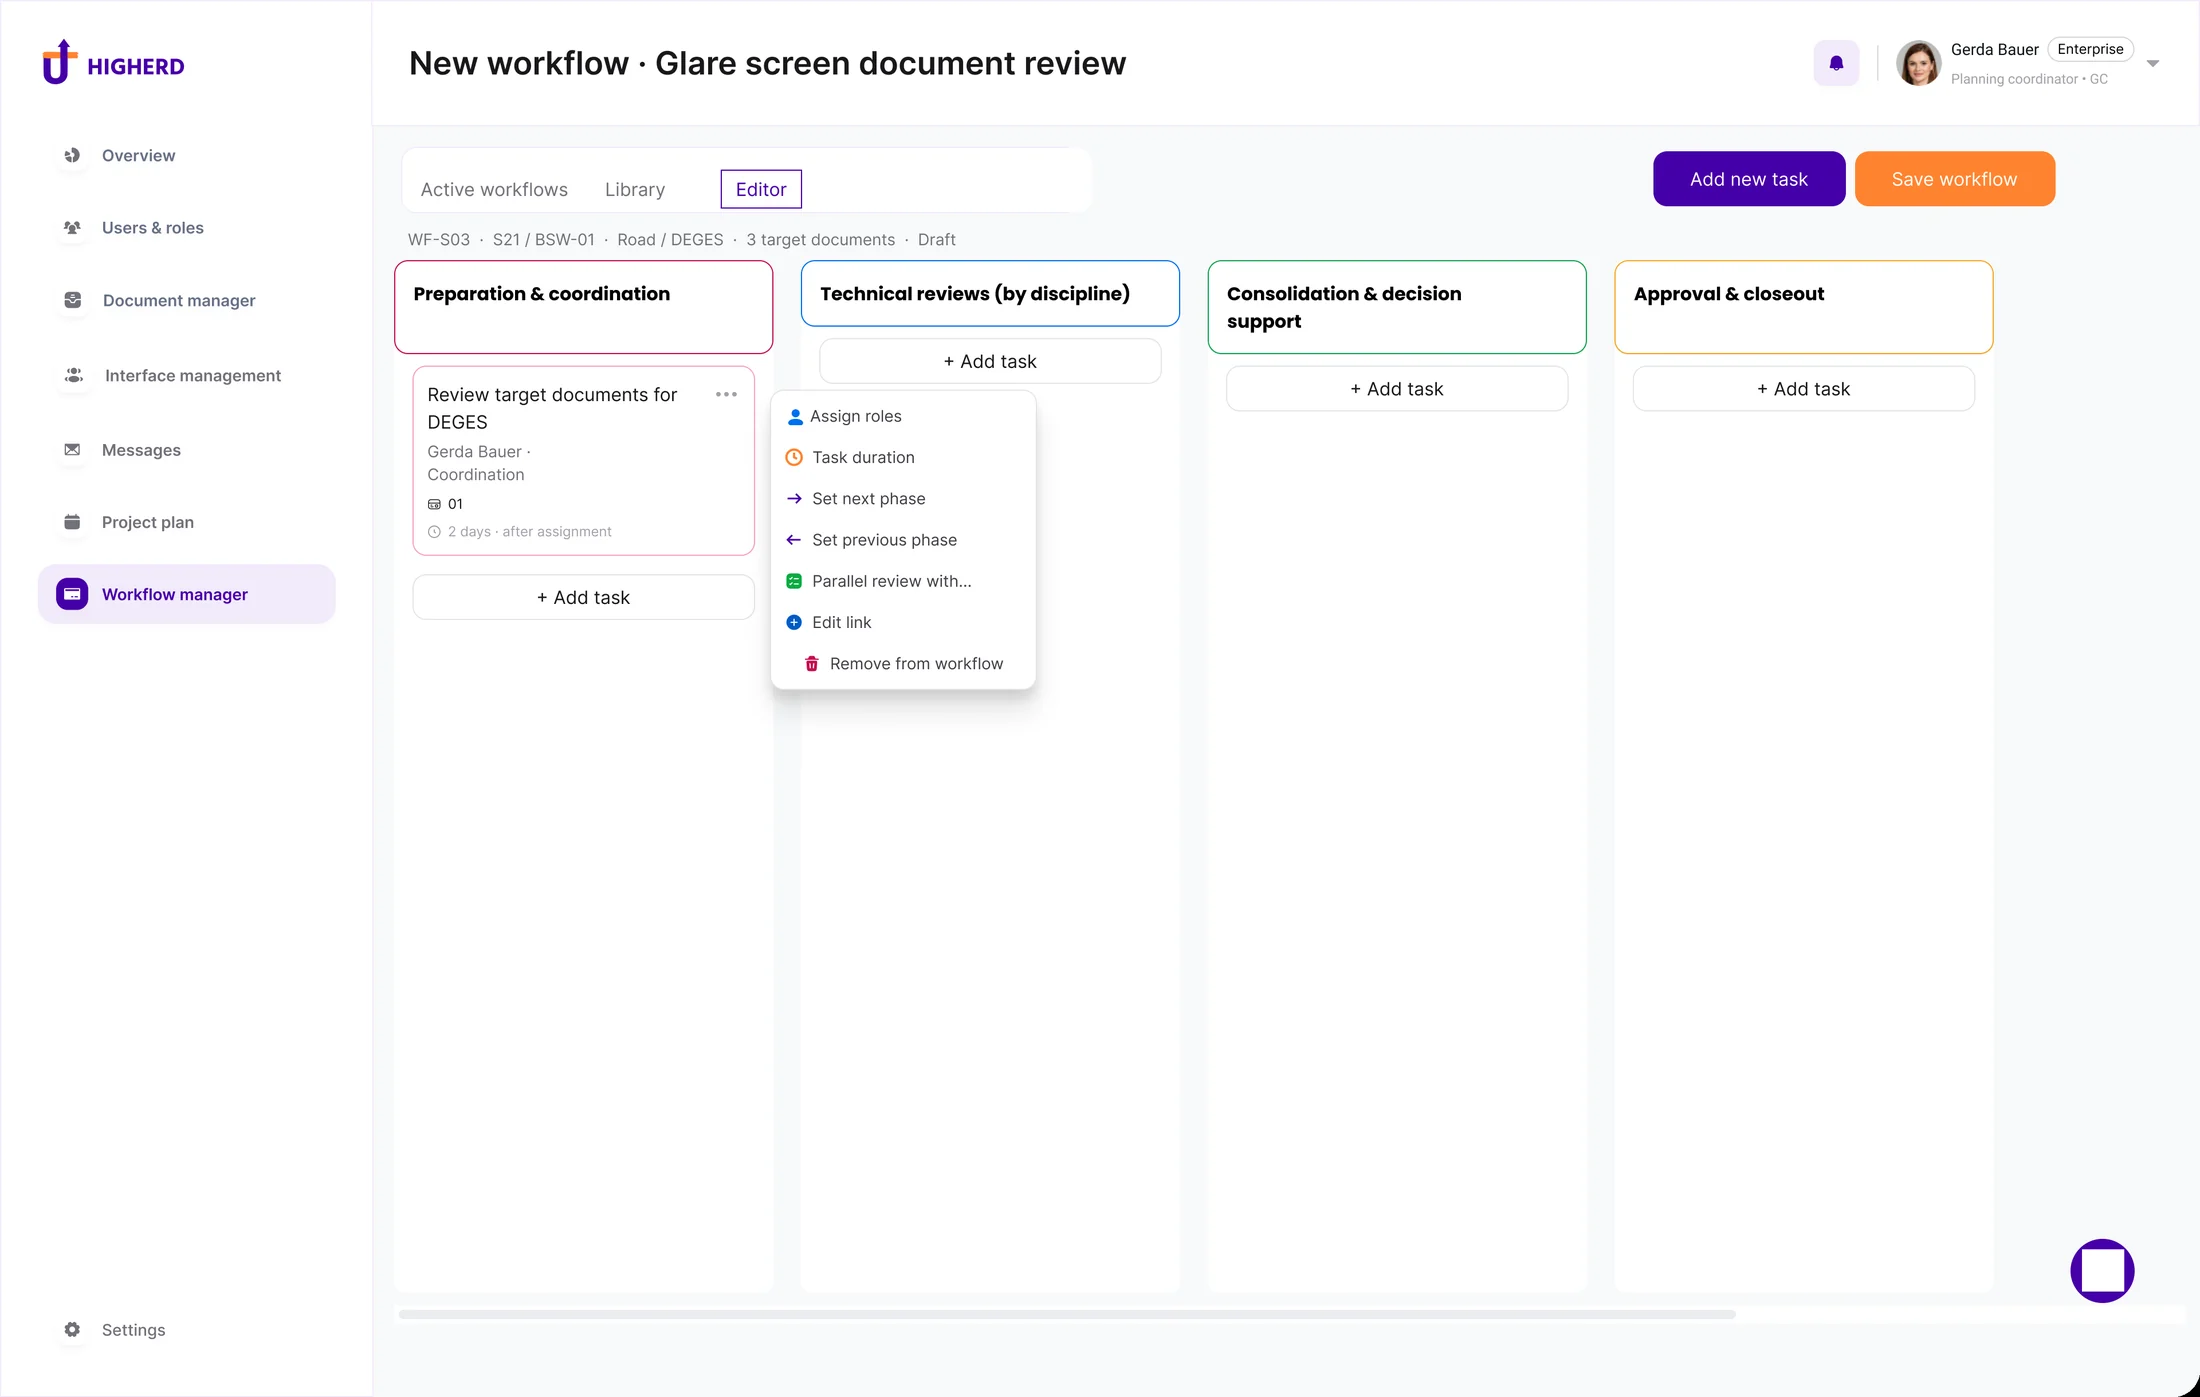 HIGHERD
New workflow · Glare screen document review
Gerda Bauer
Enterprise
Planning coordinator • GC
Overview
Users & roles
Document manager
Interface management
Messages
Project plan
Workflow manager
Settings
Active workflows
Library
Editor
Add new task
Save workflow
WF-S03 · S21 / BSW-01 · Road / DEGES · 3 target documents · Draft
Preparation & coordination
Review target documents for
DEGES
Gerda Bauer ·
Coordination
01
2 days · after assignment
+ Add task
Technical reviews (by discipline)
+ Add task
Assign roles
Task duration
Set next phase
Set previous phase
Parallel review with...
Edit link
Remove from workflow
Consolidation & decision
support
+ Add task
Approval & closeout
+ Add task